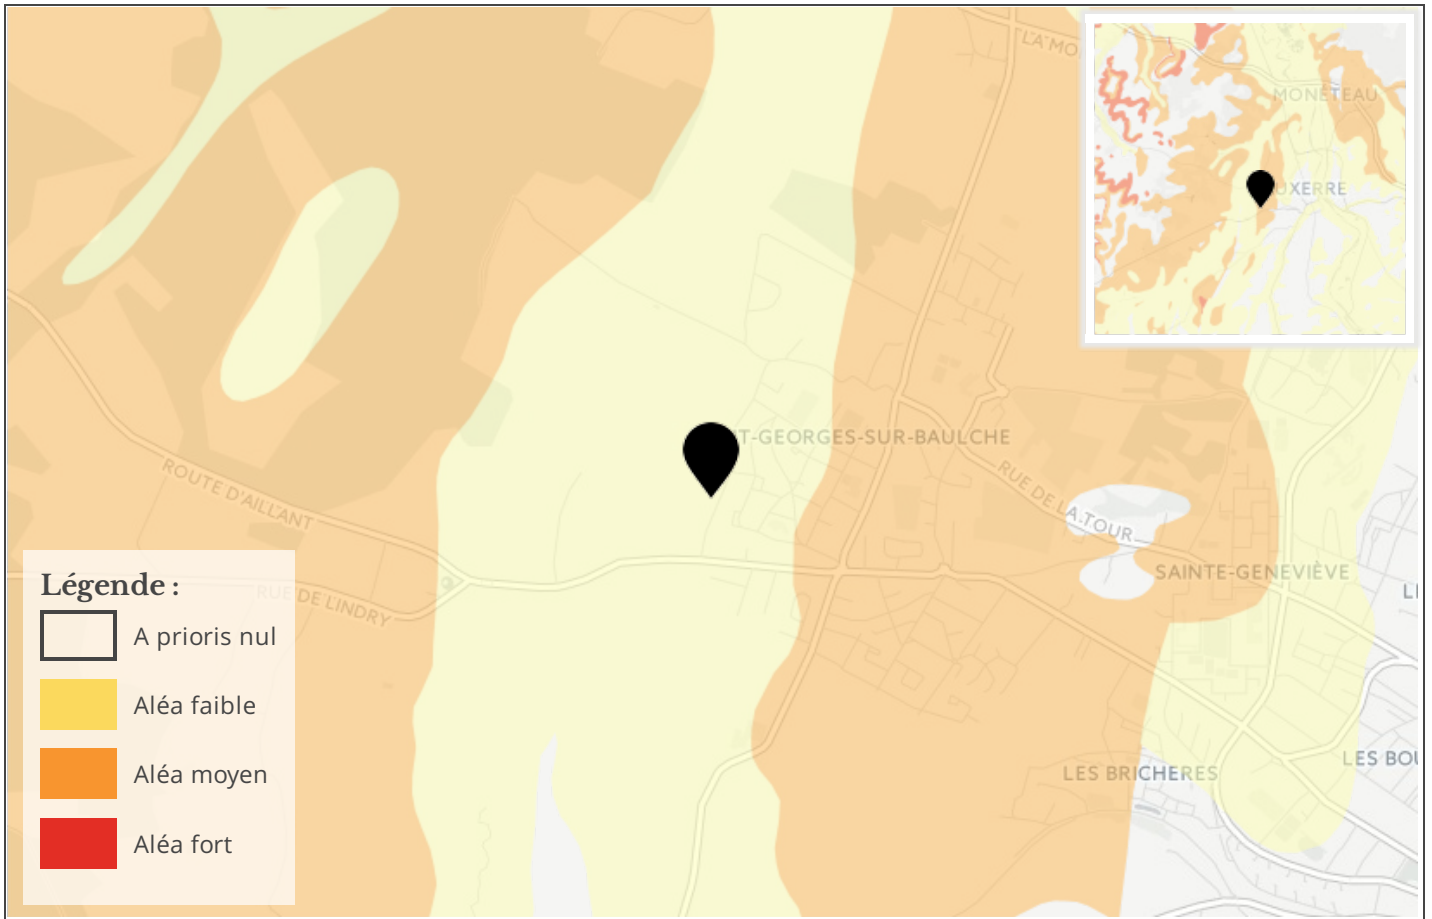 LA MO
MONÉTEAU
UXERRE
T-GEORGES-SUR-BAULCHE
ROUTE D'AILLANT
RUE DE LA TOUR
SAINTE-GENEVIÈVE
RUE DE LINDRY
LES BRICHERES
LES BOU
Légende :
A prioris nul
Aléa faible
Aléa moyen
Aléa fort